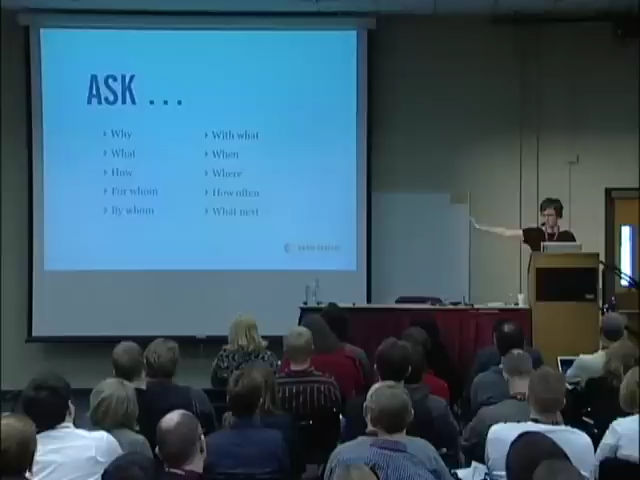 ASK ...
Why
What
How
For whom
By whom
With what
When
Where
How often
What next